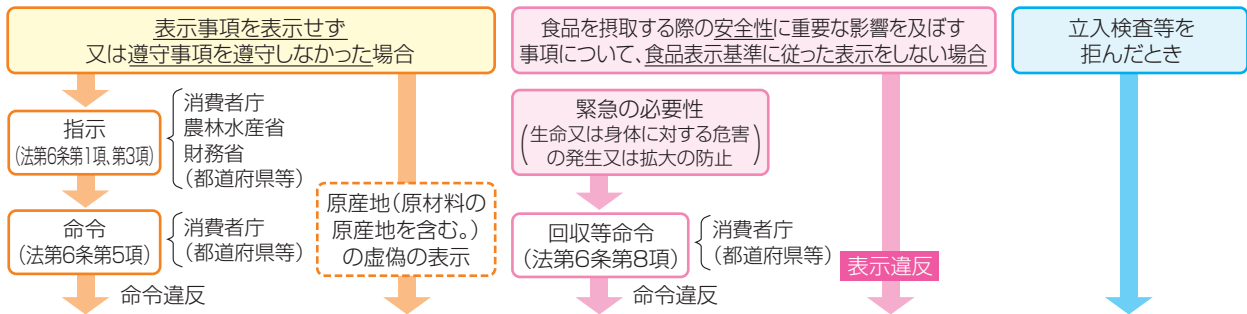 表示事項を表示せず
又は遵守事項を遵守しなかった場合
指示
(法第6条第1項、第3項)
消費者庁
農林水産省
財務省
(都道府県等)
命令
(法第6条第5項)
消費者庁
(都道府県等)
命令違反
原産地(原材料の
原産地を含む。)
の虚偽の表示
食品を摂取する際の安全性に重要な影響を及ぼす
事項について、食品表示基準に従った表示をしない場合
緊急の必要性
(生命又は身体に対する危害
の発生又は拡大の防止)
回収等命令
(法第6条第8項)
消費者庁
(都道府県等)
命令違反
表示違反
立入検査等を
拒んだとき